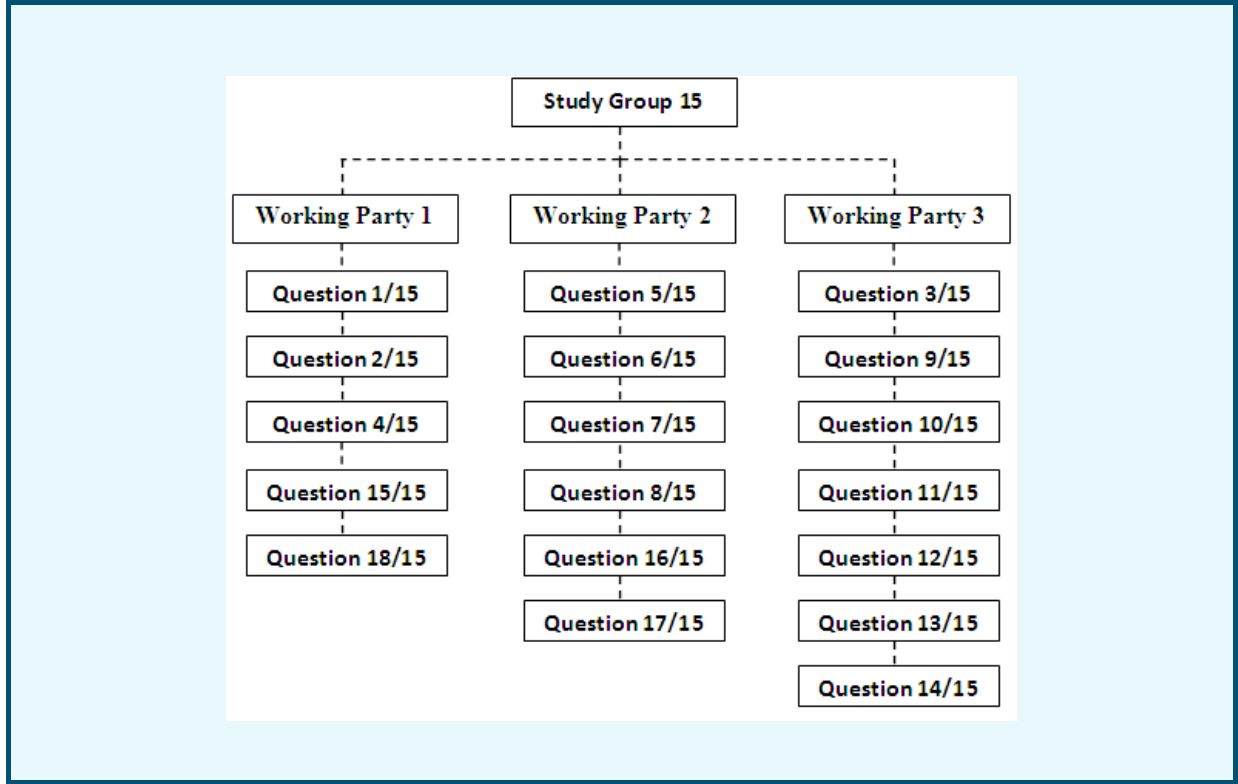 Study Group 15
Working Party 1
Question 1/15
Question 2/15
Question 4/15
Question 15/15
Question 18/15
Working Party 2
Question 5/15
Question 6/15
Question 7/15
Question 8/15
Question 16/15
Question 17/15
Working Party 3
Question 3/15
Question 9/15
Question 10/15
Question 11/15
Question 12/15
Question 13/15
Question 14/15